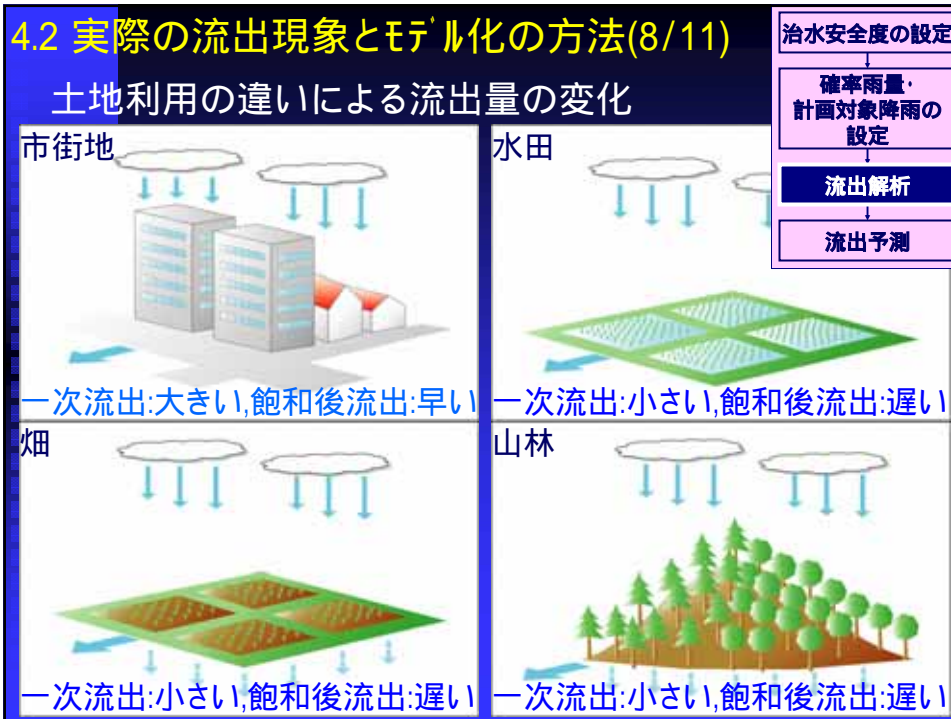 4.2 実際の流出現象とﾓﾃﾞﾙ化の方法(8/11)
土地利用の違いによる流出量の変化
治水安全度の設定
確率雨量・
計画対象降雨の
設定
流出解析
流出予測
市街地
一次流出:大きい,飽和後流出:早い
水田
一次流出:小さい,飽和後流出:遅い
畑
一次流出:小さい,飽和後流出:遅い
山林
一次流出:小さい,飽和後流出:遅い